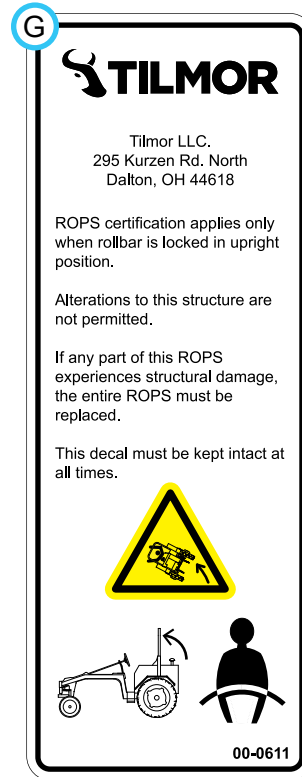 G
TILMOR
Tilmor LLC.
295 Kurzen Rd. North
Dalton, OH 44618
ROPS certification applies only
when rollbar is locked in upright
position.
Alterations to this structure are
not permitted.
If any part of this ROPS
experiences structural damage,
the entire ROPS must be
replaced.
This decal must be kept intact at
all times.
00-0611